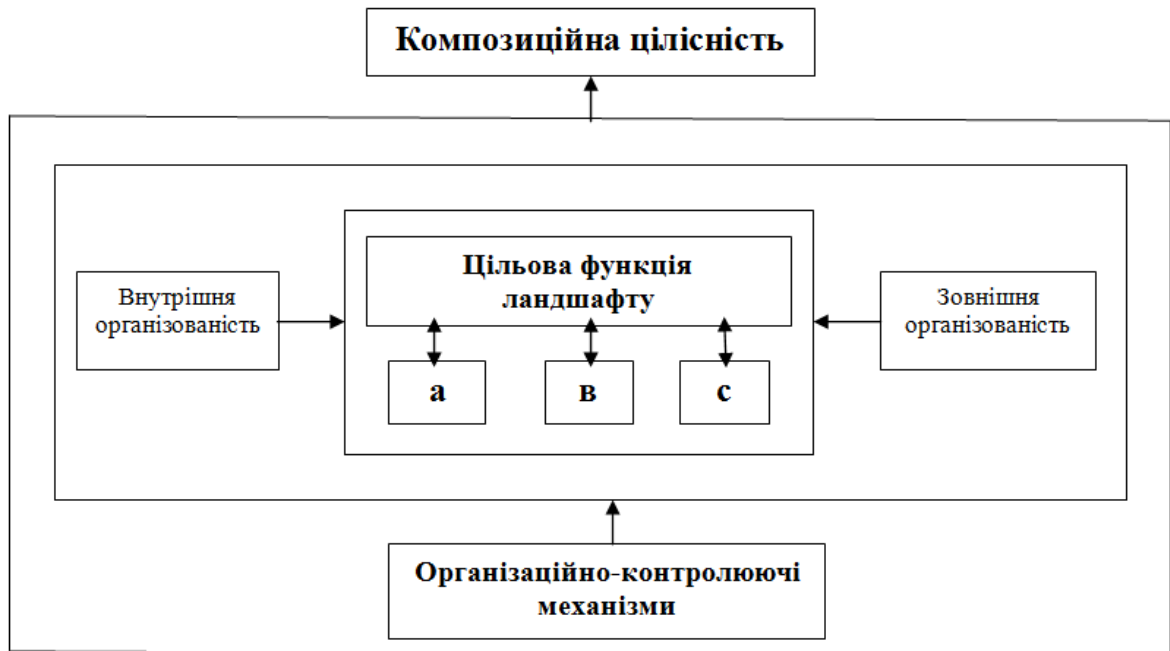 Композиційна цілісність
Цільова функція
ландшафту
Внутрішня
організованість
Зовнішня
організованість
а
в
с
Організаційно-контролюючі
механізми